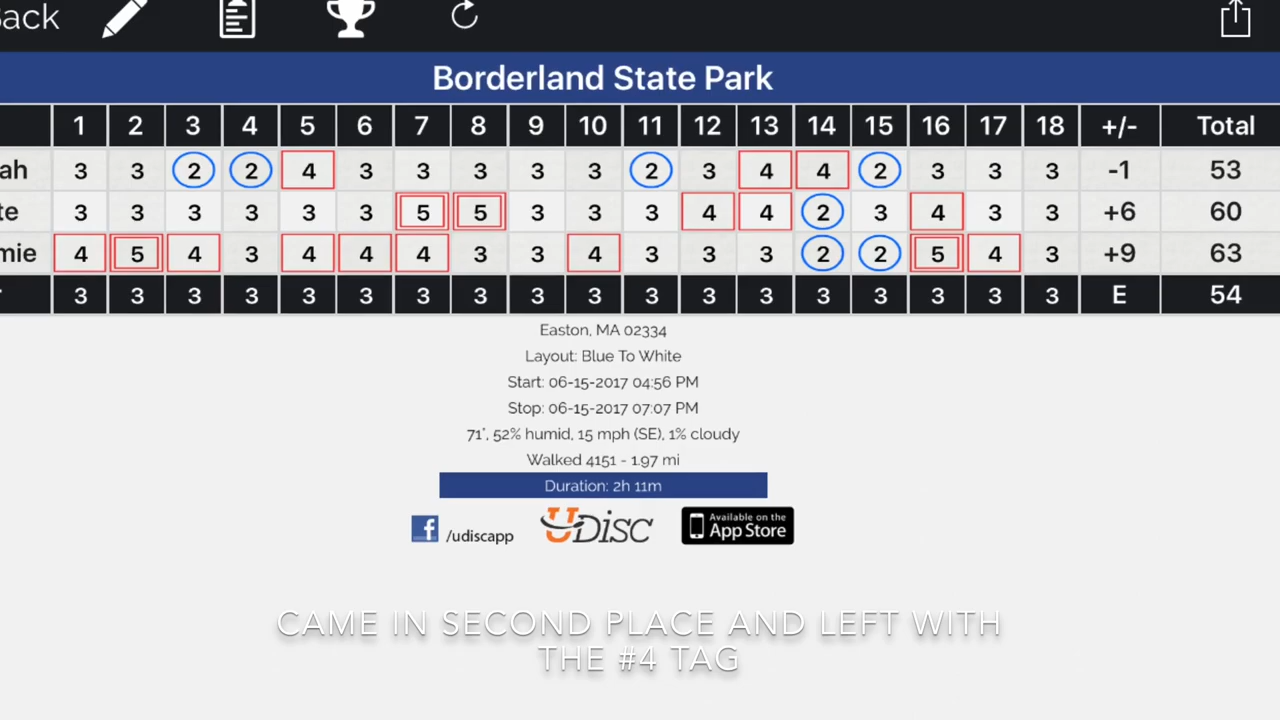 Back
Borderland State Park
1 2 3 4 5 6 7 8 9 10 11 12 13 14 15 16 17 18 +/- Total
ah 3 3 2 2 4 3 3 3 3 3 2 3 4 4 2 3 3 3 -1 53
te 3 3 3 3 3 3 5 5 3 3 3 4 4 2 3 4 3 3 +6 60
mie 4 5 4 3 4 4 4 3 3 4 3 3 3 2 2 5 4 3 +9 63
r 3 3 3 3 3 3 3 3 3 3 3 3 3 3 3 3 3 3 E 54
Easton, MA 02334
Layout: Blue To White
Start: 06-15-2017 04:56 PM
Stop: 06-15-2017 07:07 PM
71°, 52% humid, 15 mph (SE), 1% cloudy
Walked 4151 - 1.97 mi
Duration: 2h 11m
f /udiscapp UDisc Available on the App Store
CAME IN SECOND PLACE AND LEFT WITH
THE #4 TAG